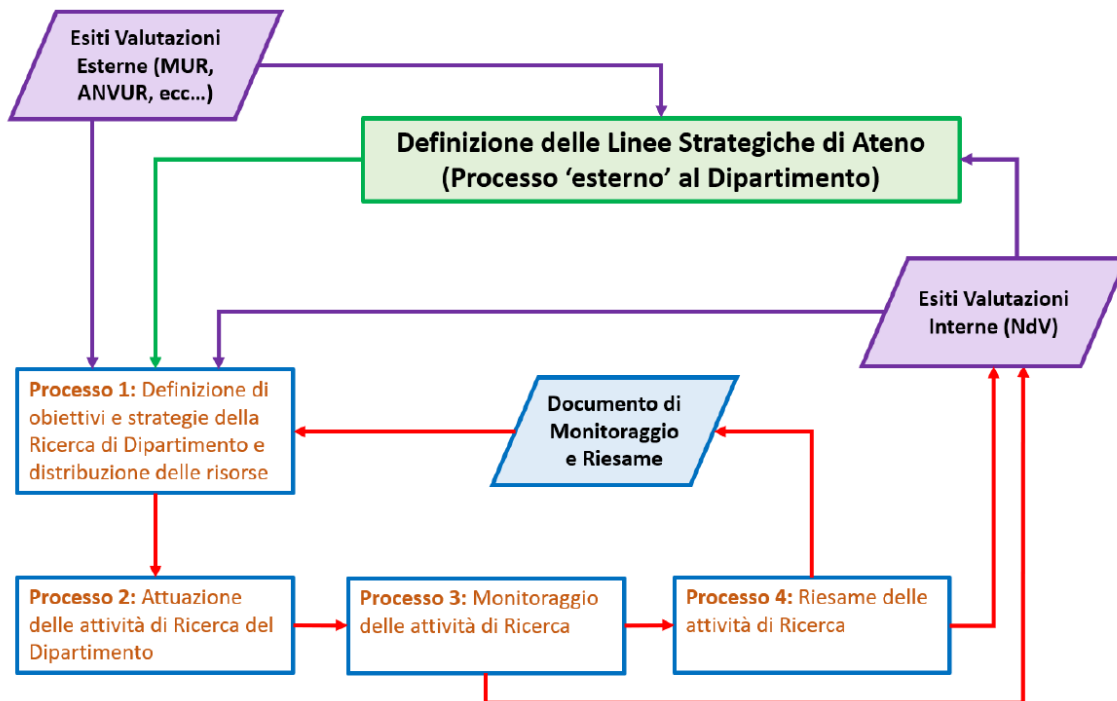 Esiti Valutazioni
Esterne (MUR,
ANVUR, ecc...)
Definizione delle Linee Strategiche di Ateno
(Processo ‘esterno’ al Dipartimento)
Esiti Valutazioni
Interne (NdV)
Processo 1: Definizione di
obiettivi e strategie della
Ricerca di Dipartimento e
distribuzione delle risorse
Documento di
Monitoraggio
e Riesame
Processo 2: Attuazione
delle attività di Ricerca del
Dipartimento
Processo 3: Monitoraggio
delle attività di Ricerca
Processo 4: Riesame delle
attività di Ricerca